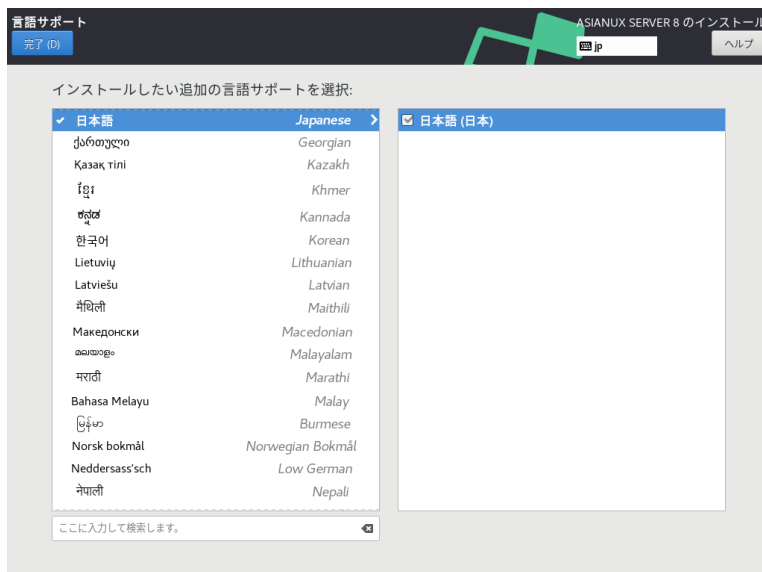 言語サポート
ASIANUX SERVER 8 のインストール
完了 (D)
jp
ヘルプ
インストールしたい追加の言語サポートを選択:
日本語 Japanese
日本語 (日本)
ქართული Georgian
Қазақ тілі Kazakh
ខ្មែរ Khmer
ಕನ್ನಡ Kannada
한국어 Korean
Lietuvių Lithuanian
Latviešu Latvian
मैथिली Maithili
Македонски Macedonian
മലയാളം Malayalam
मराठी Marathi
Bahasa Melayu Malay
မြန်မာ Burmese
Norsk bokmål Norwegian Bokmål
Neddersass'sch Low German
नेपाली Nepali
ここに入力して検索します。